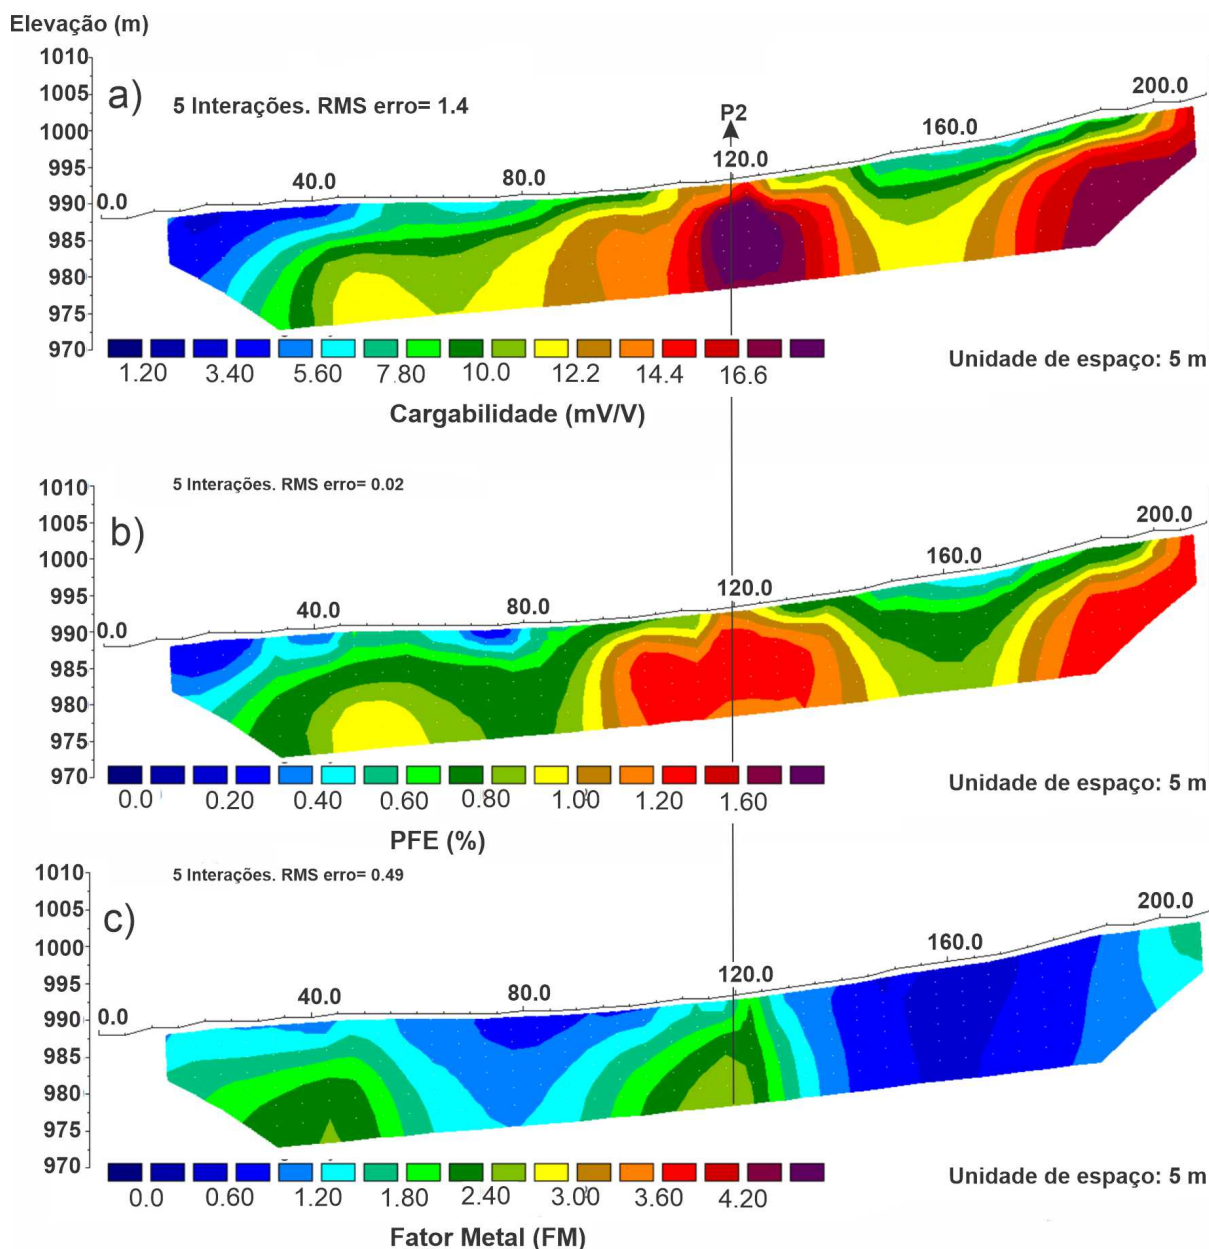 Elevação (m)
1010
1005
1000
995
990
985
980
975
970
a)
5 Interações. RMS erro= 1.4
P2
0.0
40.0
80.0
120.0
160.0
200.0
1.20 3.40 5.60 7.80 10.0 12.2 14.4 16.6
Unidade de espaço: 5 m
Cargabilidade (mV/V)
1010
1005
1000
995
990
985
980
975
970
b)
5 Interações. RMS erro= 0.02
0.0
40.0
80.0
120.0
160.0
200.0
0.0 0.20 0.40 0.60 0.80 1.00 1.20 1.60
Unidade de espaço: 5 m
PFE (%)
1010
1005
1000
995
990
985
980
975
970
c)
5 Interações. RMS erro= 0.49
0.0
40.0
80.0
120.0
160.0
200.0
0.0 0.60 1.20 1.80 2.40 3.00 3.60 4.20
Unidade de espaço: 5 m
Fator Metal (FM)